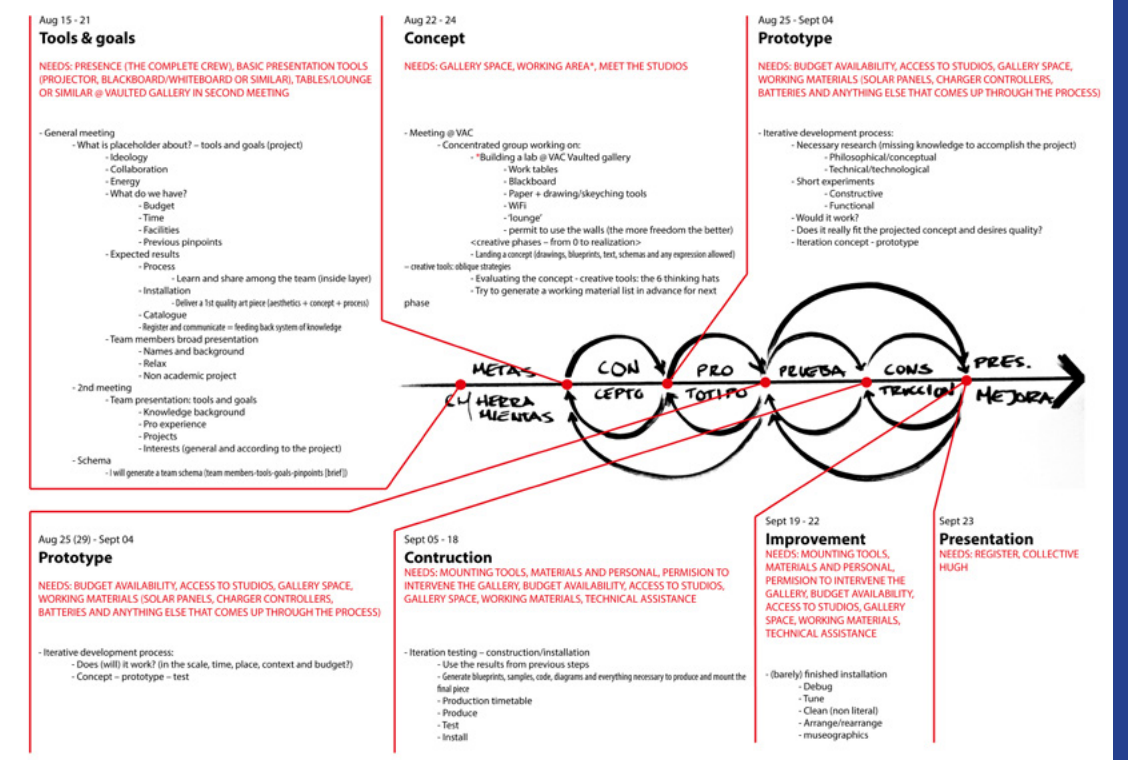 Aug 15 - 21
Tools & goals
NEEDS: PRESENCE (THE COMPLETE CREW), BASIC PRESENTATION TOOLS
(PROJECTOR, BLACKBOARD/WHITEBOARD OR SIMILAR), TABLES/LOUNGE
OR SIMILAR @ VAULTED GALLERY IN SECOND MEETING
- General meeting
- What is placeholder about? – tools and goals (project)
- Ideology
- Collaboration
- Energy
- What do we have?
- Budget
- Time
- Facilities
- Previous pinpoints
- Expected results
- Process
- Learn and share among the team (inside layer)
- Installation
- Deliver a 1st quality art piece (aesthetics + concept + process)
- Catalogue
- Register and communicate = feeding back system of knowledge
- Team members broad presentation
- Names and background
- Relax
- Non academic project
- 2nd meeting
- Team presentation: tools and goals
- Knowledge background
- Pro experience
- Projects
- Interests (general and according to the project)
- Schema
- I will generate a team schema (team members-tools-goals-pinpoints [brief])
Aug 22 - 24
Concept
NEEDS: GALLERY SPACE, WORKING AREA*, MEET THE STUDIOS
- Meeting @ VAC
- Concentrated group working on:
- *Building a lab @ VAC Vaulted gallery
- Work tables
- Blackboard
- Paper + drawing/skeyching tools
- WiFi
- 'lounge'
- permit to use the walls (the more freedom the better)
<creative phases – from 0 to realization>
- Landing a concept (drawings, blueprints, text, schemas and any expression allowed)
– creative tools: oblique strategies
- Evaluating the concept - creative tools: the 6 thinking hats
- Try to generate a working material list in advance for next
phase
Aug 25 - Sept 04
Prototype
NEEDS: BUDGET AVAILABILITY, ACCESS TO STUDIOS, GALLERY SPACE,
WORKING MATERIALS (SOLAR PANELS, CHARGER CONTROLLERS,
BATTERIES AND ANYTHING ELSE THAT COMES UP THROUGH THE PROCESS)
- Iterative development process:
- Necessary research (missing knowledge to accomplish the project)
- Philosophical/conceptual
- Technical/technological
- Short experiments
- Constructive
- Functional
- Would it work?
- Does it really fit the projected concept and desires quality?
- Iteration concept - prototype
METAS
HERRA
MIENTAS
CON
CEPTO
PRO
TOTIPO
PRUEBA
CONS
TRUCCION
PRES.
MEJORA
Aug 25 (29) - Sept 04
Prototype
NEEDS: BUDGET AVAILABILITY, ACCESS TO STUDIOS, GALLERY SPACE,
WORKING MATERIALS (SOLAR PANELS, CHARGER CONTROLLERS,
BATTERIES AND ANYTHING ELSE THAT COMES UP THROUGH THE PROCESS)
- Iterative development process:
- Does (will) it work? (in the scale, time, place, context and budget?)
- Concept – prototype – test
Sept 05 - 18
Contruction
NEEDS: MOUNTING TOOLS, MATERIALS AND PERSONAL, PERMISION TO
INTERVENE THE GALLERY, BUDGET AVAILABILITY, ACCESS TO STUDIOS,
GALLERY SPACE, WORKING MATERIALS, TECHNICAL ASSISTANCE
- Iteration testing – construction/installation
- Use the results from previous steps
- Generate blueprints, samples, code, diagrams and everything necessary to produce and mount the
final piece
- Production timetable
- Produce
- Test
- Install
Sept 19 - 22
Improvement
NEEDS: MOUNTING TOOLS,
MATERIALS AND PERSONAL,
PERMISION TO INTERVENE THE
GALLERY, BUDGET AVAILABILITY,
ACCESS TO STUDIOS, GALLERY
SPACE, WORKING MATERIALS,
TECHNICAL ASSISTANCE
- (barely) finished installation
- Debug
- Tune
- Clean (non literal)
- Arrange/rearrange
- museographics
Sept 23
Presentation
NEEDS: REGISTER, COLLECTIVE
HUGH